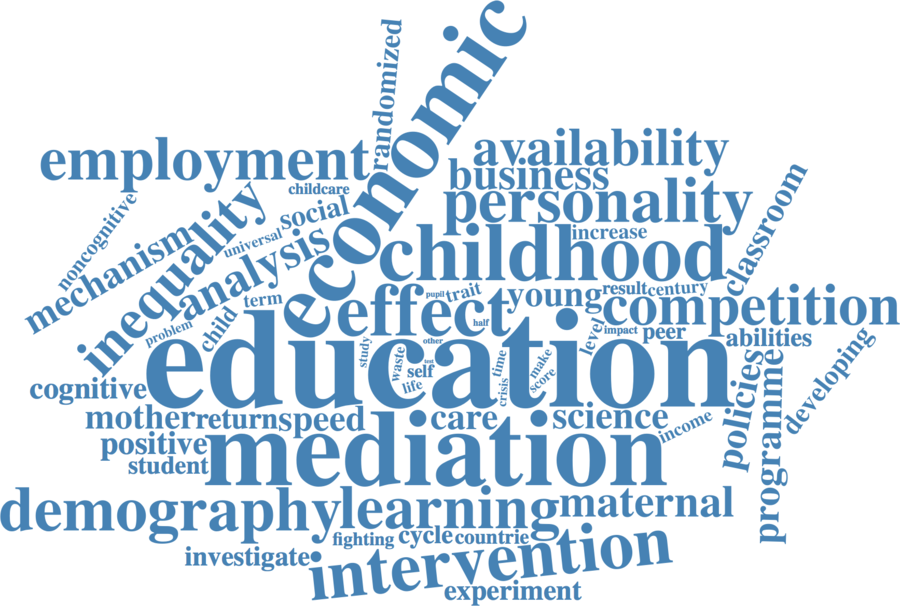 economic
randomized
employment
availability
business
childcare
personality
classroom
noncognitive
social
increase
mechanism
inequality
universal
analysis
childhood
term
pupil
trait
young
result
century
competition
effect
half
problem
child
level
impact
peer
abilities
other
education
study
waste
test
self
life
time
crisis
make
score
developing
cognitive
policies
programme
mother
return
speed
care
science
income
positive
mediation
student
demography
learning
maternal
fighting
cycle
countrie
investigate
intervention
experiment